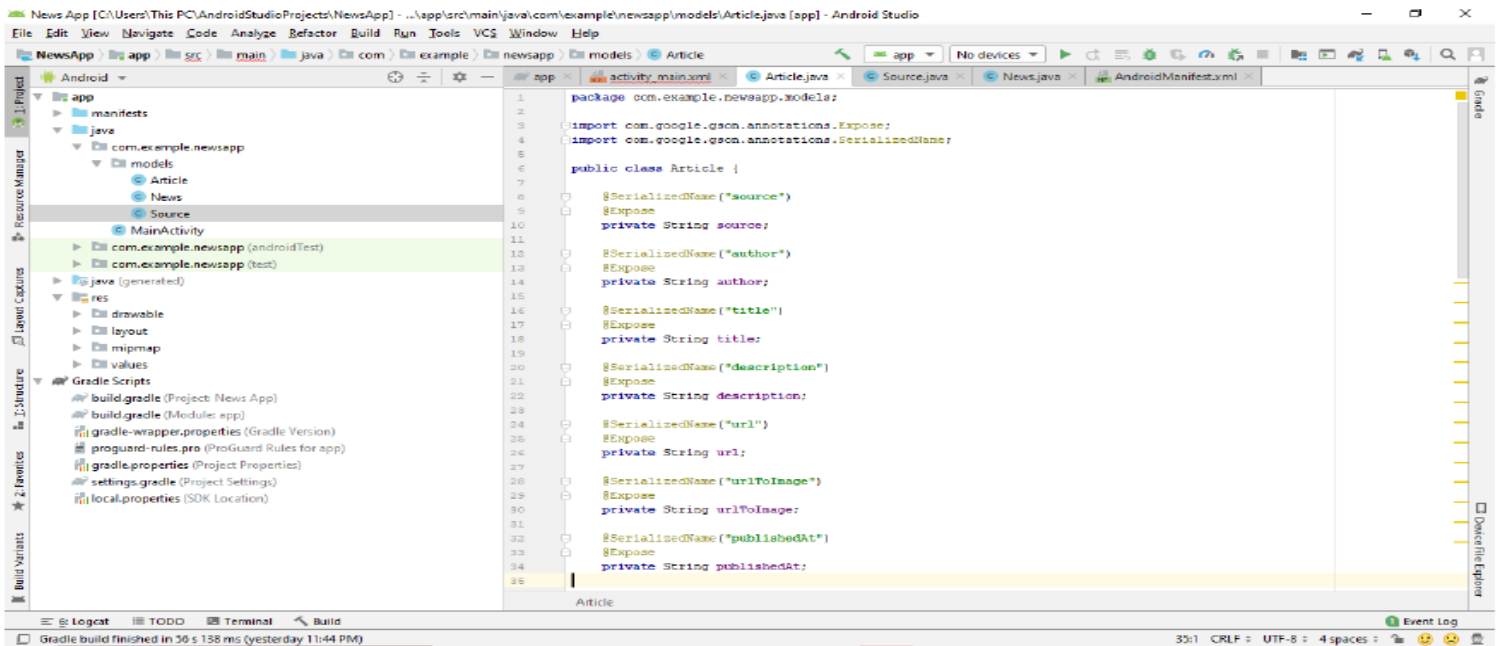 News App [C:\Users\This PC\AndroidStudioProjects\NewsApp] - ...\app\src\main\java\com\example\newsapp\models\Article.java [app] - Android Studio
File Edit View Navigate Code Analyze Refactor Build Run Tools VCS Window Help
NewsApp app src main java com example newsapp models Article app No devices
Android
app activity_main.xml Article.java Source.java News.java AndroidManifest.xml
1: Project
Resource Manager
Layout Captures
7: Structure
2: Favorites
Build Variants
app
manifests
java
com.example.newsapp
models
Article
News
Source
MainActivity
com.example.newsapp (androidTest)
com.example.newsapp (test)
java (generated)
res
drawable
layout
mipmap
values
Gradle Scripts
build.gradle (Project: News App)
build.gradle (Module: app)
gradle-wrapper.properties (Gradle Version)
proguard-rules.pro (ProGuard Rules for app)
gradle.properties (Project Properties)
settings.gradle (Project Settings)
local.properties (SDK Location)
1 package com.example.newsapp.models;
2
3 import com.google.gson.annotations.Expose;
4 import com.google.gson.annotations.SerializedName;
5
6 public class Article {
7
8 @SerializedName("source")
9 @Expose
10 private String source;
11
12 @SerializedName("author")
13 @Expose
14 private String author;
15
16 @SerializedName("title")
17 @Expose
18 private String title;
19
20 @SerializedName("description")
21 @Expose
22 private String description;
23
24 @SerializedName("url")
25 @Expose
26 private String url;
27
28 @SerializedName("urlToImage")
29 @Expose
30 private String urlToImage;
31
32 @SerializedName("publishedAt")
33 @Expose
34 private String publishedAt;
35
Article
Gradle
Device File Explorer
6: Logcat TODO Terminal Build
1 Event Log
Gradle build finished in 56 s 138 ms (yesterday 11:44 PM)
35:1 CRLF UTF-8 4 spaces